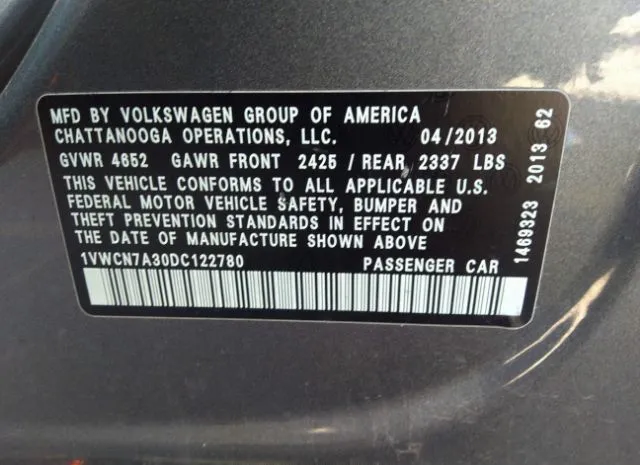 MFD BY VOLKSWAGEN GROUP OF AMERICA
CHATTANOOGA OPERATIONS, LLC. 04/2013
GVWR 4652 GAWR FRONT 2425 / REAR 2337 LBS
THIS VEHICLE CONFORMS TO ALL APPLICABLE U.S.
FEDERAL MOTOR VEHICLE SAFETY, BUMPER AND
THEFT PREVENTION STANDARDS IN EFFECT ON
THE DATE OF MANUFACTURE SHOWN ABOVE
1VWCN7A30DC122780 PASSENGER CAR
1469323 2013 62